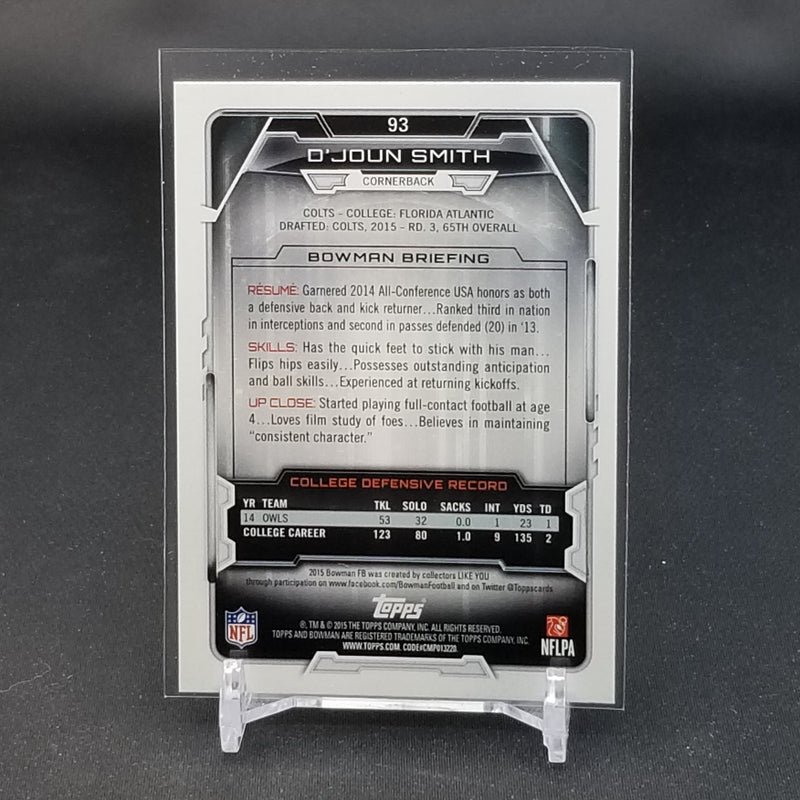 93
D'JOUN SMITH
CORNERBACK
COLTS – COLLEGE: FLORIDA ATLANTIC
DRAFTED: COLTS, 2015 – RD. 3, 65TH OVERALL
BOWMAN BRIEFING
RÉSUMÉ: Garnered 2014 All-Conference USA honors as both
a defensive back and kick returner…Ranked third in nation
in interceptions and second in passes defended (20) in '13.
SKILLS: Has the quick feet to stick with his man…
Flips hips easily…Possesses outstanding anticipation
and ball skills…Experienced at returning kickoffs.
UP CLOSE: Started playing full-contact football at age
4…Loves film study of foes…Believes in maintaining
"consistent character."
COLLEGE DEFENSIVE RECORD
YR TEAM TKL SOLO SACKS INT YDS TD
14 OWLS 53 32 0.0 1 23 1
COLLEGE CAREER 123 80 1.0 9 135 2
2015 Bowman FB was created by collectors LIKE YOU
through participation on www.facebook.com/BowmanFootball and on Twitter @Toppscards
Topps
®, TM & © 2015 THE TOPPS COMPANY, INC. ALL RIGHTS RESERVED.
TOPPS AND BOWMAN ARE REGISTERED TRADEMARKS OF THE TOPPS COMPANY, INC.
WWW.TOPPS.COM. CODE#CMP013220.
NFL
NFLPA